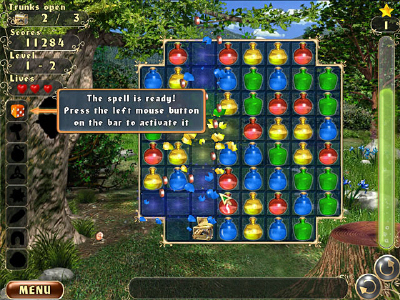 Trunks open
2 / 3
Scores
11284
Level
1 - 2
Lives
1
The spell is ready!
Press the left mouse button
on the bar to activate it
MENU